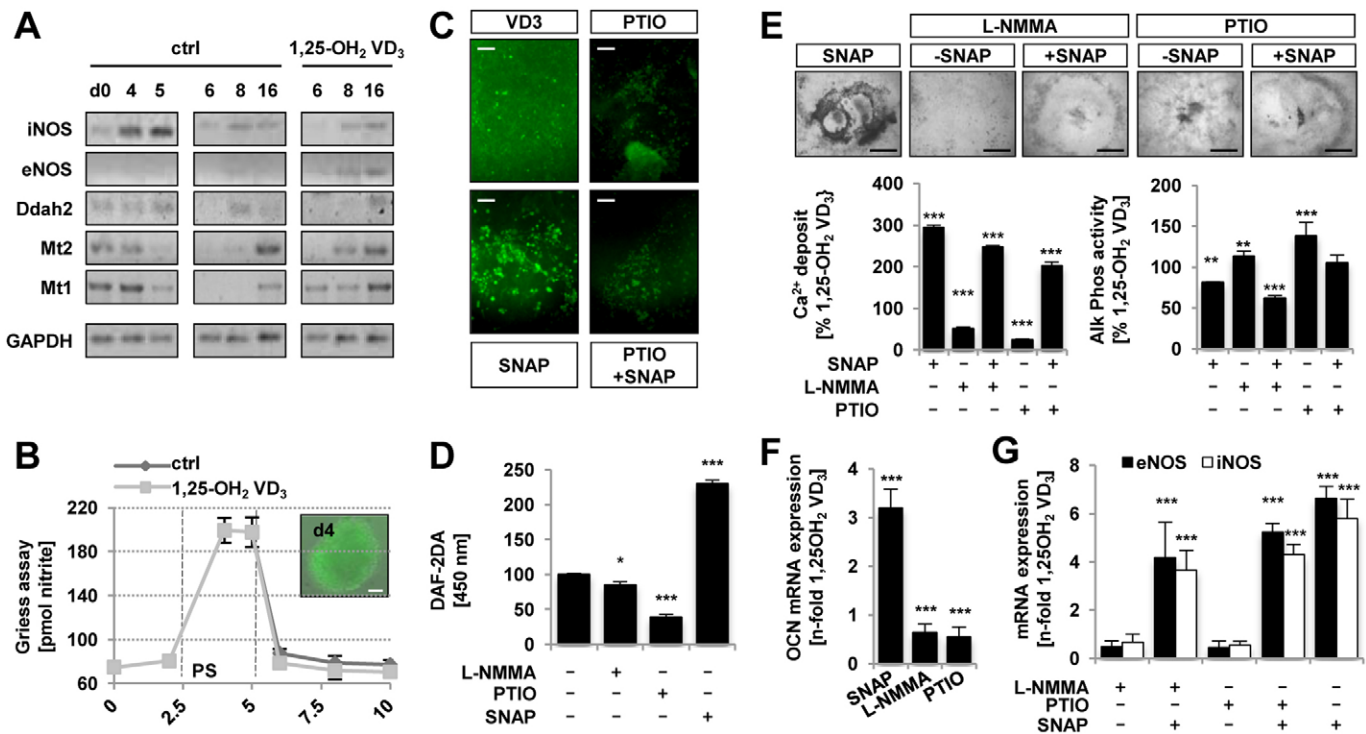 A
ctrl
1,25-OH2 VD3
d0 4 5 6 8 16 6 8 16
iNOS
eNOS
Ddah2
Mt2
Mt1
GAPDH
B
ctrl
1,25-OH2 VD3
Griess assay
[pmol nitrite]
220
180
140
100
60
d4
PS
0 2.5 5 7.5 10
C
VD3 PTIO
SNAP PTIO
+SNAP
D
DAF-2DA
[450 nm]
250
200
150
100
50
0
* *** ***
L-NMMA – + – –
PTIO – – + –
SNAP – – – +
E
L-NMMA PTIO
SNAP -SNAP +SNAP -SNAP +SNAP
Ca2+ deposit
[% 1,25-OH2 VD3}
400
300
200
100
0
*** *** *** *** ***
Alk Phos activity
[% 1,25-OH2 VD3]
200
150
100
50
0
** ** *** ***
SNAP + – + – + + – + – +
L-NMMA – + + – – – + + – –
PTIO – – – + + – – – + +
F
OCN mRNA expression
[n-fold 1,25OH2 VD3]
4
3
2
1
0
*** *** ***
SNAP
L-NMMA
PTIO
G
eNOS iNOS
mRNA expression
[n-fold 1,25OH2 VD3]
8
6
4
2
0
*** *** *** *** *** ***
L-NMMA + + – – –
PTIO – – + + –
SNAP – + – + +